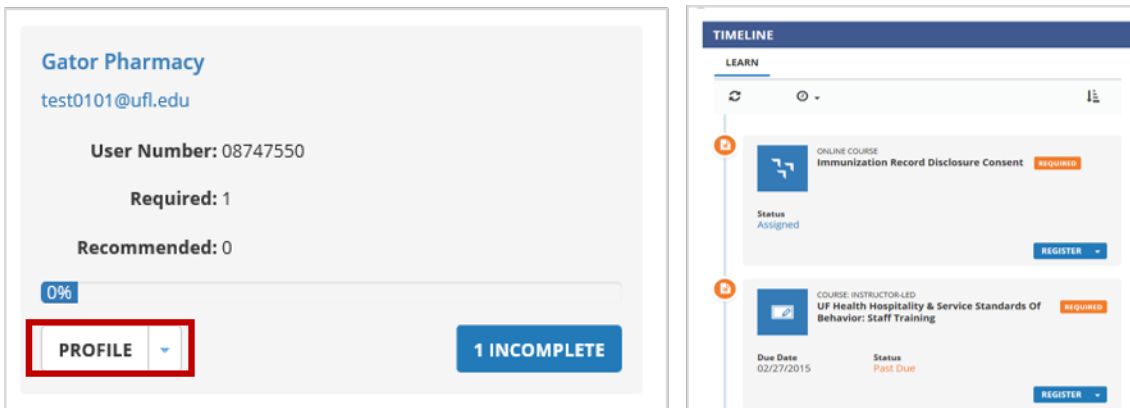 Gator Pharmacy
test0101@ufl.edu
User Number: 08747550
Required: 1
Recommended: 0
0%
PROFILE
1 INCOMPLETE
TIMELINE
LEARN
ONLINE COURSE
Immunization Record Disclosure Consent REQUIRED
Status
Assigned
REGISTER
COURSE: INSTRUCTOR-LED
UF Health Hospitality & Service Standards Of REQUIRED
Behavior: Staff Training
Due Date Status
02/27/2015 Past Due
REGISTER